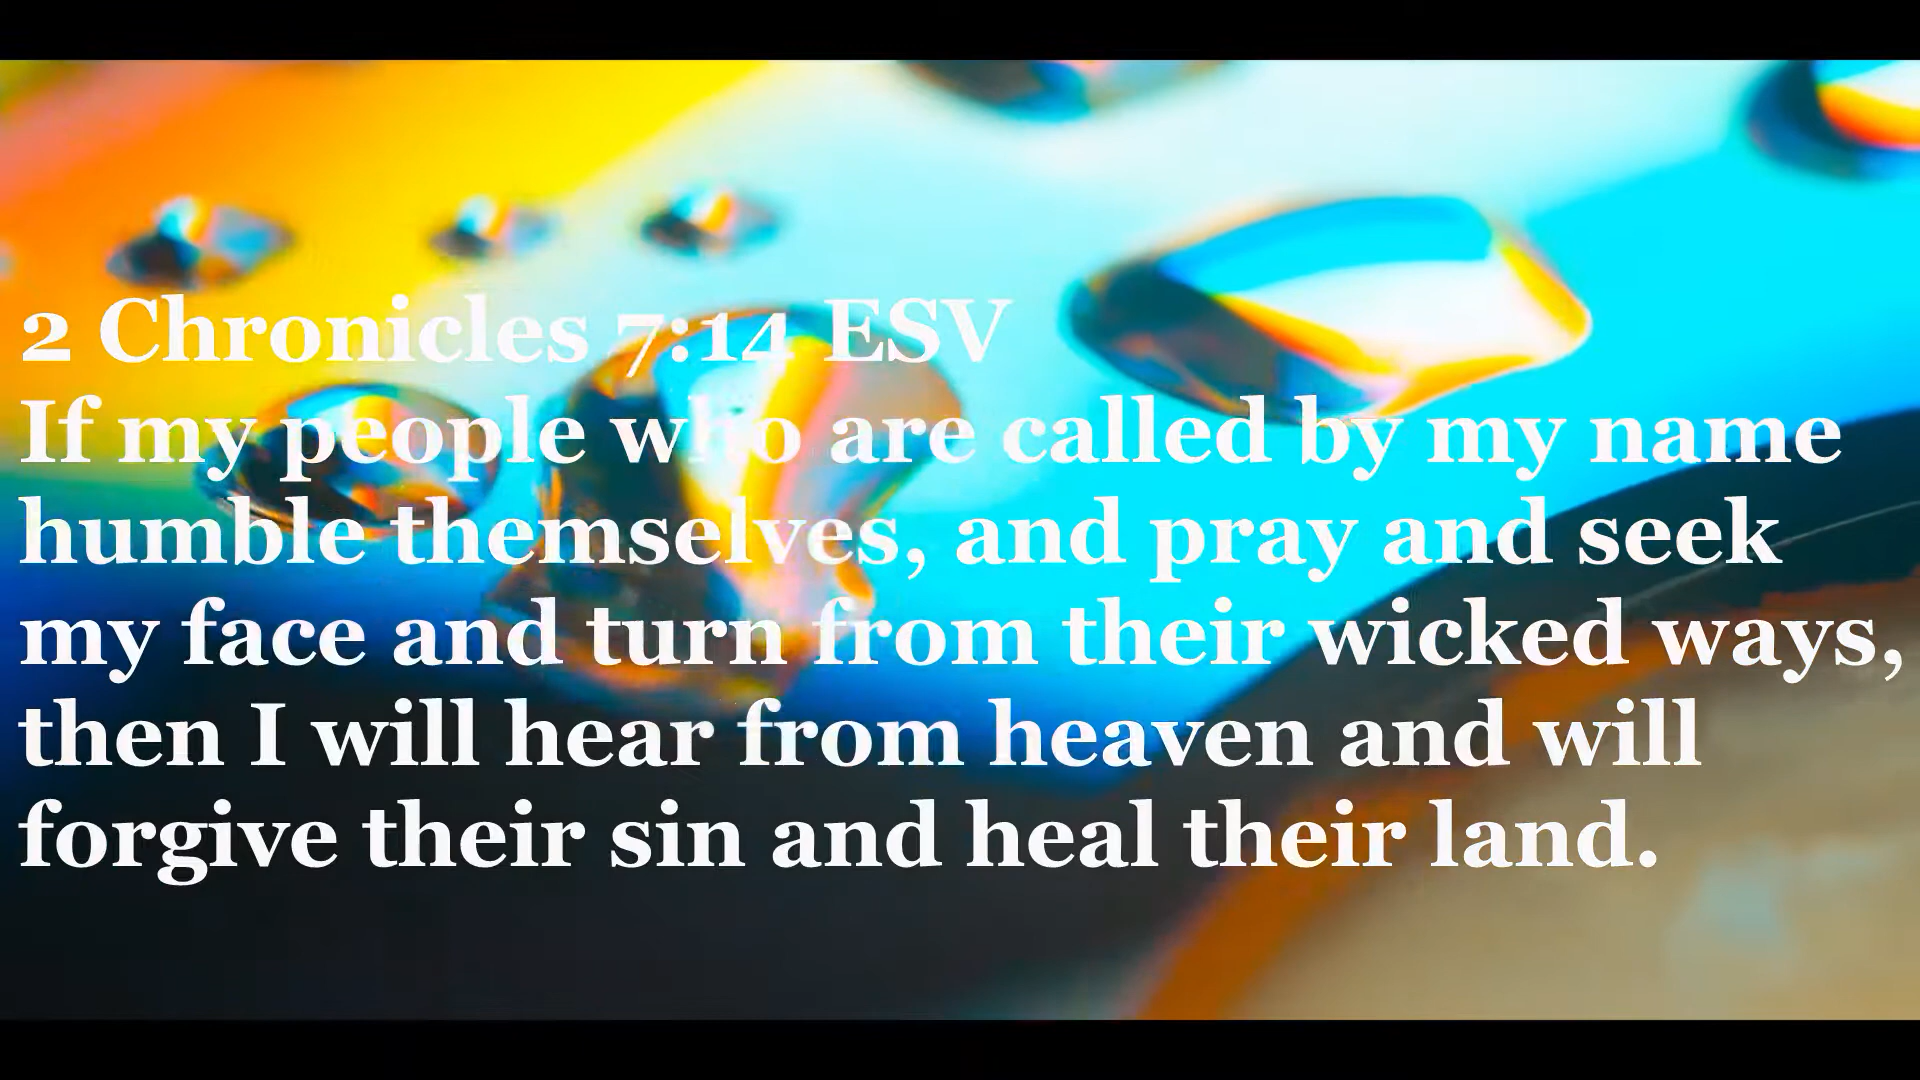 2 Chronicles 7:14 ESV
If my people who are called by my name
humble themselves, and pray and seek
my face and turn from their wicked ways,
then I will hear from heaven and will
forgive their sin and heal their land.